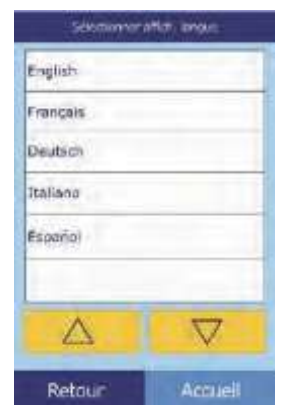 Sélectionner affich. langue
English
Français
Deutsch
Italiano
Español
Retour
Accueil